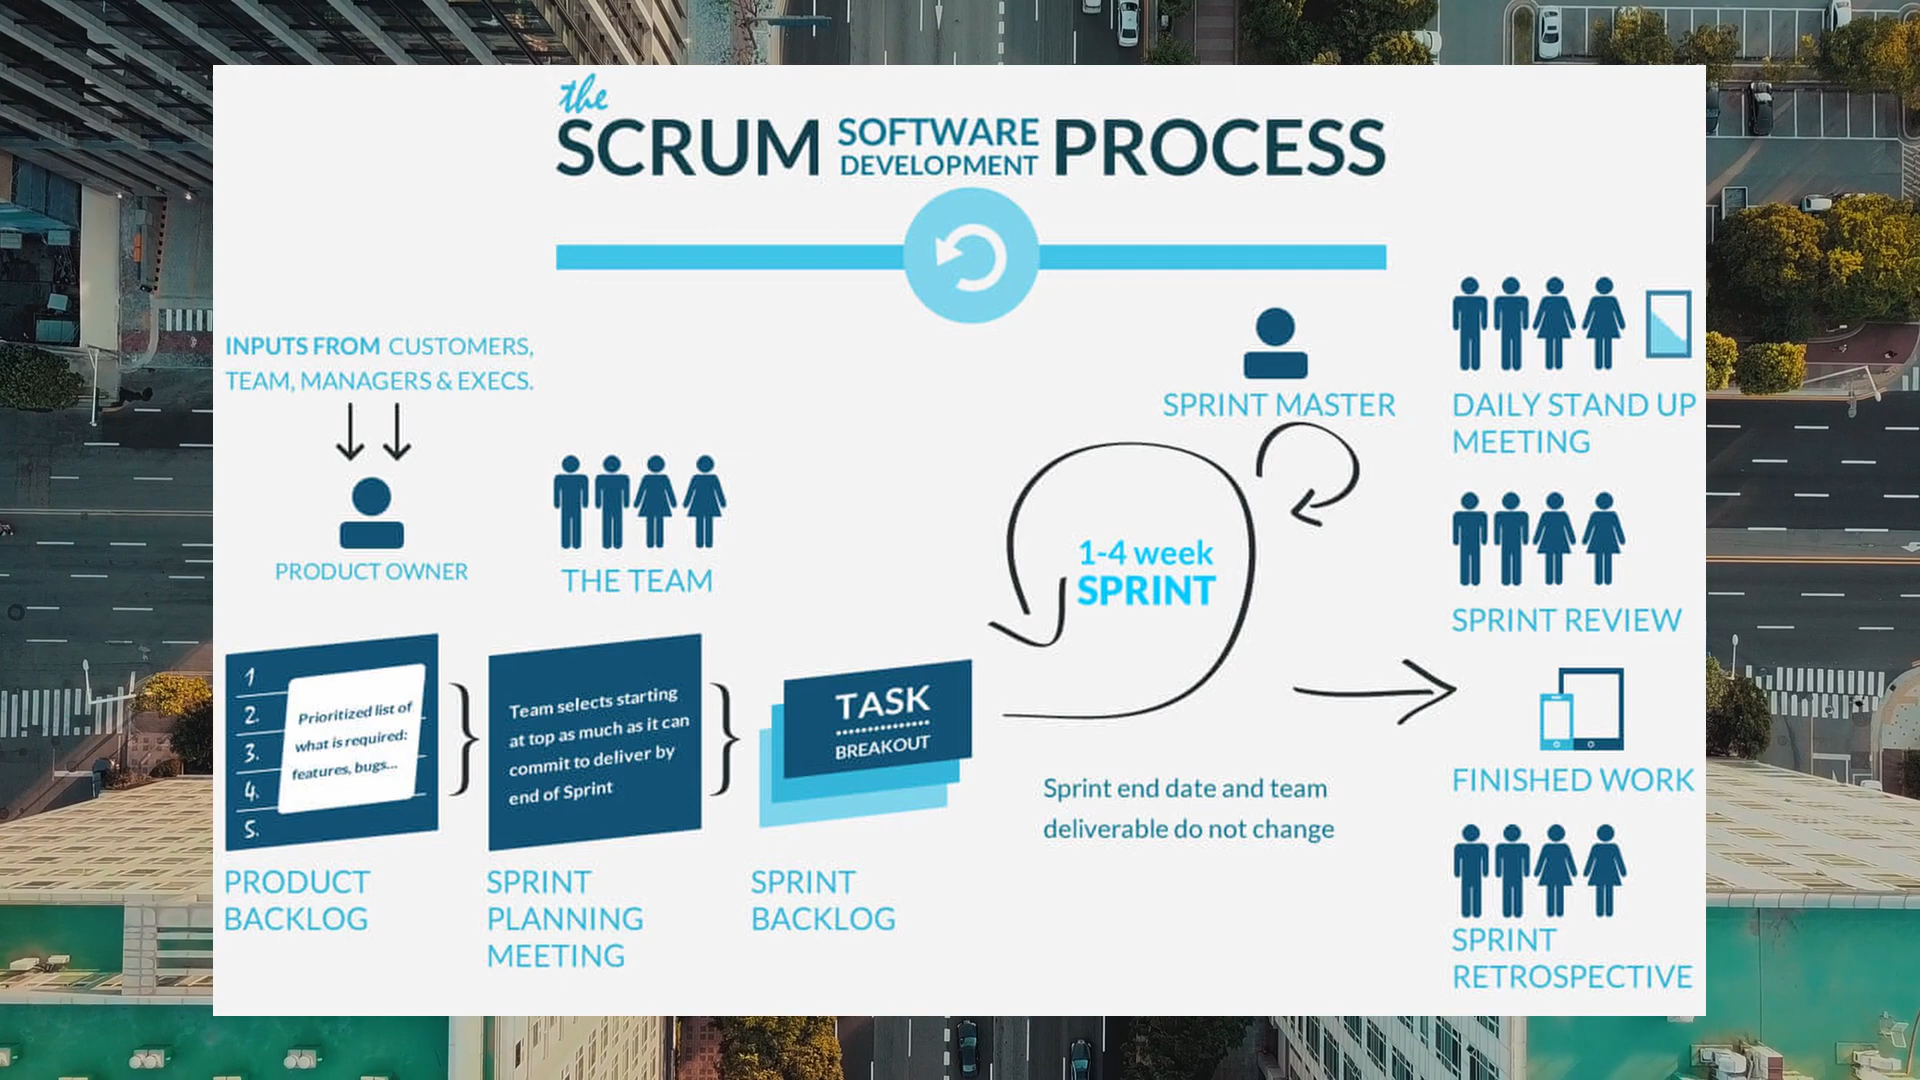 the
SCRUM SOFTWARE DEVELOPMENT PROCESS
INPUTS FROM CUSTOMERS,
TEAM, MANAGERS & EXECS.
PRODUCT OWNER
THE TEAM
1
2.
3.
4.
5.
Prioritized list of
what is required:
features, bugs...
PRODUCT
BACKLOG
Team selects starting
at top as much as it can
commit to deliver by
end of Sprint
SPRINT
PLANNING
MEETING
TASK
BREAKOUT
SPRINT
BACKLOG
1-4 week
SPRINT
Sprint end date and team
deliverable do not change
SPRINT MASTER
DAILY STAND UP
MEETING
SPRINT REVIEW
FINISHED WORK
SPRINT
RETROSPECTIVE